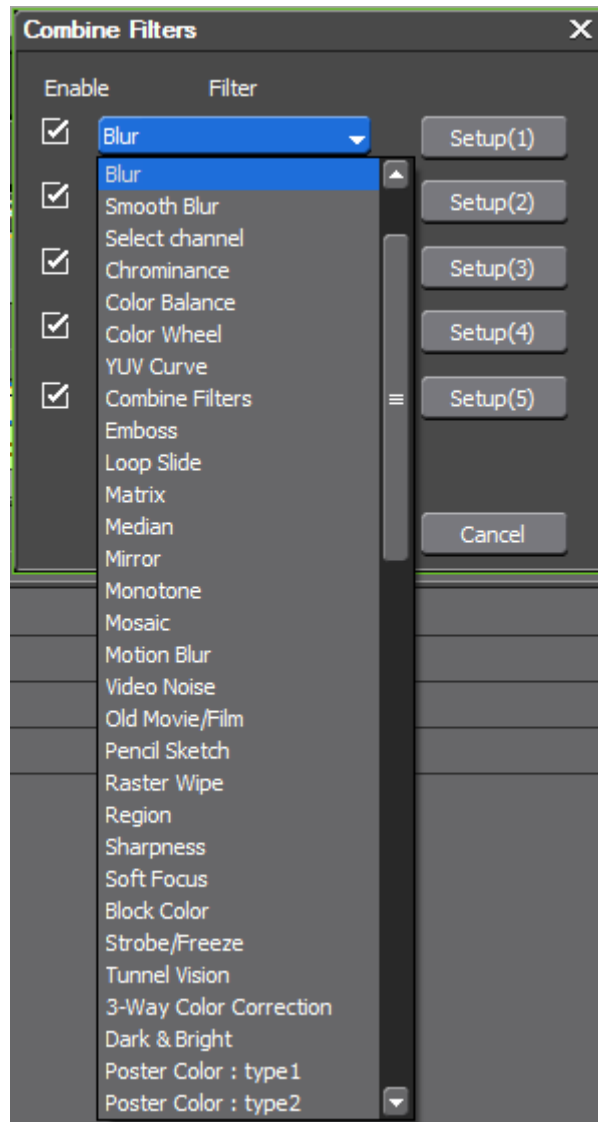 Combine Filters
Enable Filter
Blur Setup(1)
Blur
Smooth Blur Setup(2)
Select channel
Chrominance Setup(3)
Color Balance
Color Wheel Setup(4)
YUV Curve
Combine Filters Setup(5)
Emboss
Loop Slide
Matrix
Median Cancel
Mirror
Monotone
Mosaic
Motion Blur
Video Noise
Old Movie/Film
Pencil Sketch
Raster Wipe
Region
Sharpness
Soft Focus
Block Color
Strobe/Freeze
Tunnel Vision
3-Way Color Correction
Dark & Bright
Poster Color : type1
Poster Color : type2